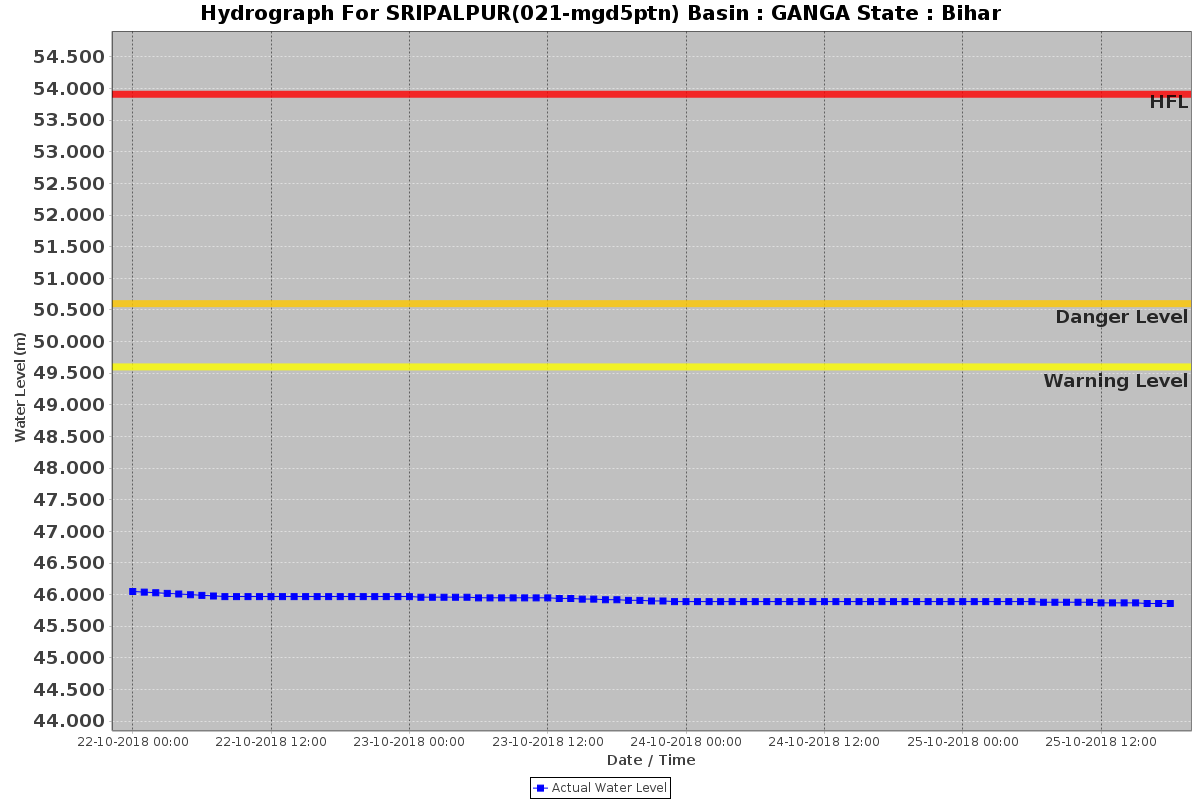 Hydrograph For SRIPALPUR(021-mgd5ptn) Basin : GANGA State : Bihar
54.500
54.000
HFL
53.500
53.000
52.500
52.000
51.500
51.000
50.500
Danger Level
50.000
49.500
Warning Level
49.000
48.500
48.000
47.500
47.000
46.500
46.000
45.500
45.000
44.500
44.000
Water Level (m)
22-10-2018 00:00 22-10-2018 12:00 23-10-2018 00:00 23-10-2018 12:00 24-10-2018 00:00 24-10-2018 12:00 25-10-2018 00:00 25-10-2018 12:00
Date / Time
Actual Water Level